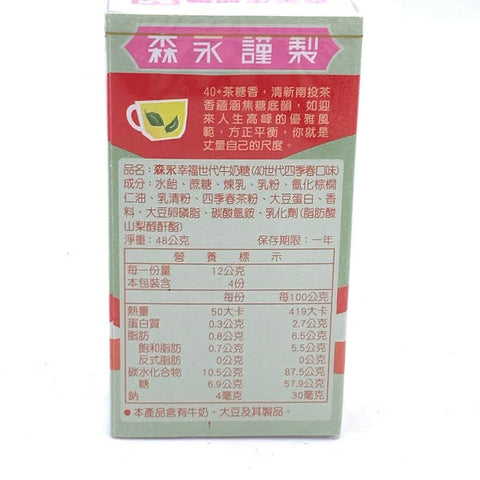 森永謹製
40+茶糖香，清新南投茶
香蘊涵焦糖底韻，如迎
來人生高峰的優雅風
範，方正平衡，你就是
丈量自己的尺度。
品名：森永幸福世代牛奶糖(40世代四季春口味)
成分：水飴、蔗糖、煉乳、乳粉、氫化棕櫚
仁油、乳清粉、四季春茶粉、大豆蛋白、香
料、大豆卵磷脂、碳酸氫銨、乳化劑(脂肪酸
山梨醇酐酯)
淨重：48公克 保存期限：一年
營養標示
每一份量 12公克
本包裝含 4份
每份 每100公克
熱量 50大卡 419大卡
蛋白質 0.3公克 2.7公克
脂肪 0.8公克 6.5公克
飽和脂肪 0.7公克 5.5公克
反式脂肪 0公克 0公克
碳水化合物 10.5公克 87.5公克
糖 6.9公克 57.9公克
鈉 4毫克 30毫克
●本產品含有牛奶、大豆及其製品。